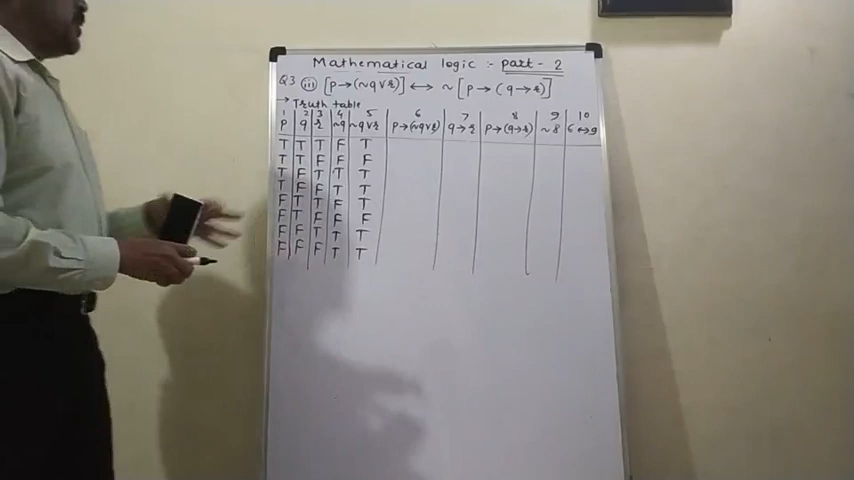 Mathematical logic :- part - 2
Q3 (iii) [p→(~q∨r)] ↔ ~[p→(q→r)]
→ Truth table
1 2 3 4 5 6 7 8 9 10
p q r ~q ~q∨r p→(~q∨r) q→r p→(q→r) ~8 6↔9
T T T F T
T T F F F
T F T T T
T F F T T
F T T F T
F T F F F
F F T T T
F F F T T